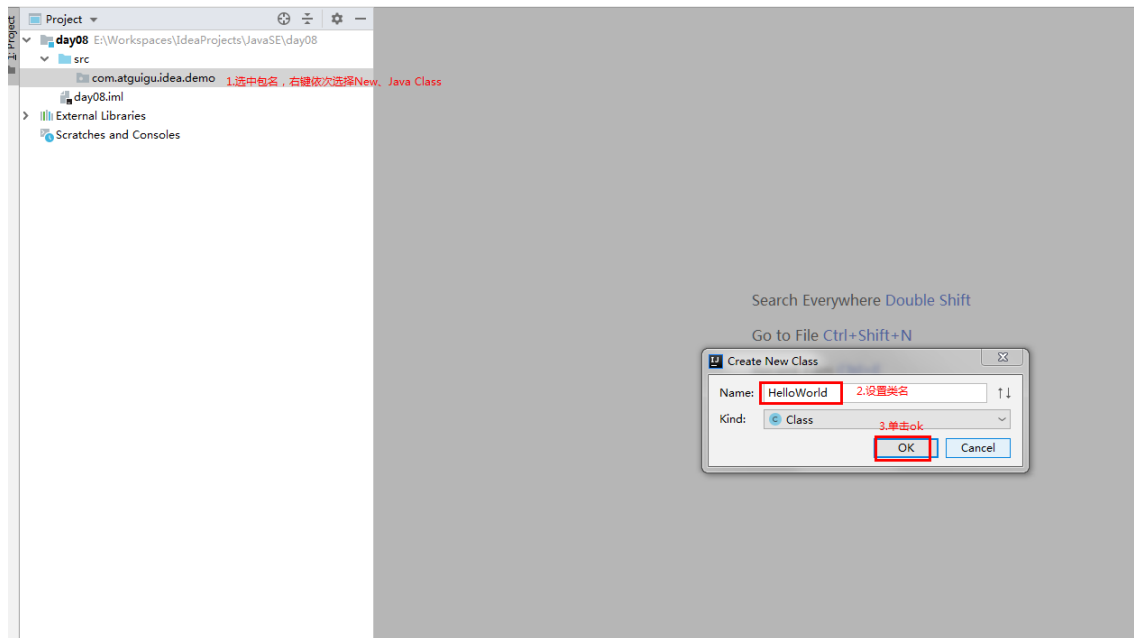 1: Project
Project
day08 E:\Workspaces\IdeaProjects\JavaSE\day08
src
com.atguigu.idea.demo
1.选中包名，右键依次选择New、Java Class
day08.iml
External Libraries
Scratches and Consoles
Search Everywhere Double Shift
Go to File Ctrl+Shift+N
Create New Class
Name: HelloWorld 2.设置类名
Kind: Class
3.单击ok
OK Cancel